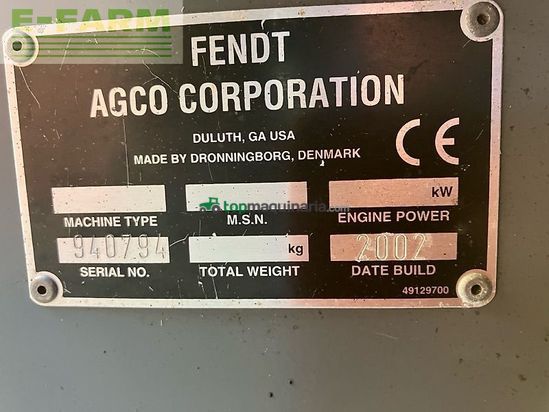 E-FARM
FENDT
AGCO CORPORATION
DULUTH, GA USA
MADE BY DRONNINGBORG, DENMARK
CE
kW
MACHINE TYPE M.S.N. ENGINE POWER
topmaquinaria.com
940794 kg 2002
SERIAL NO. TOTAL WEIGHT DATE BUILD
49129700